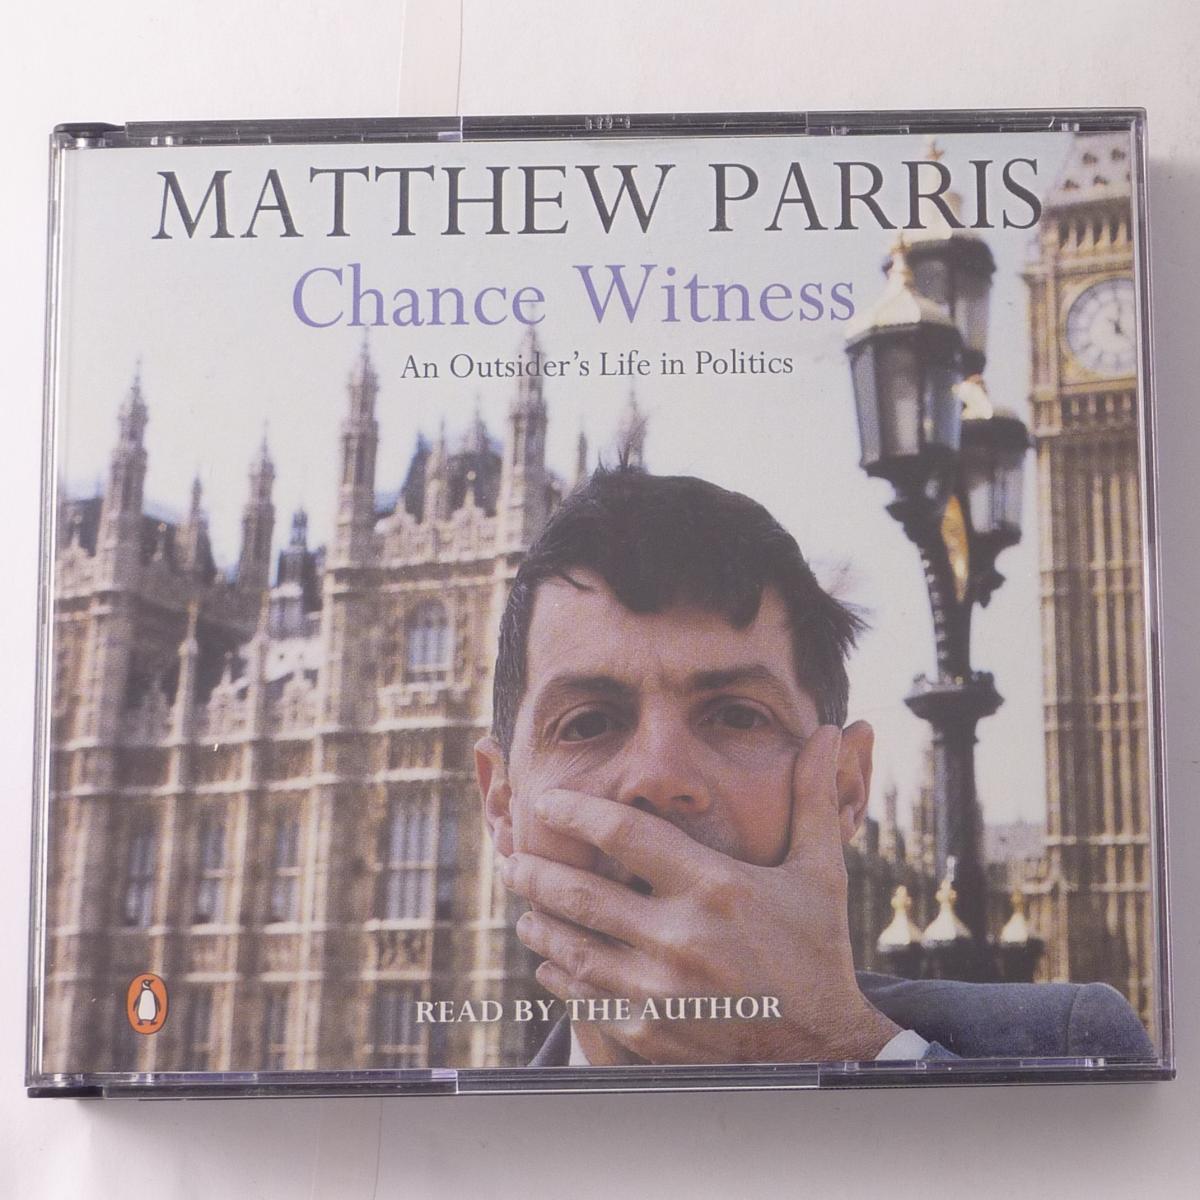 MATTHEW PARRIS
Chance Witness
An Outsider's Life in Politics
READ BY THE AUTHOR